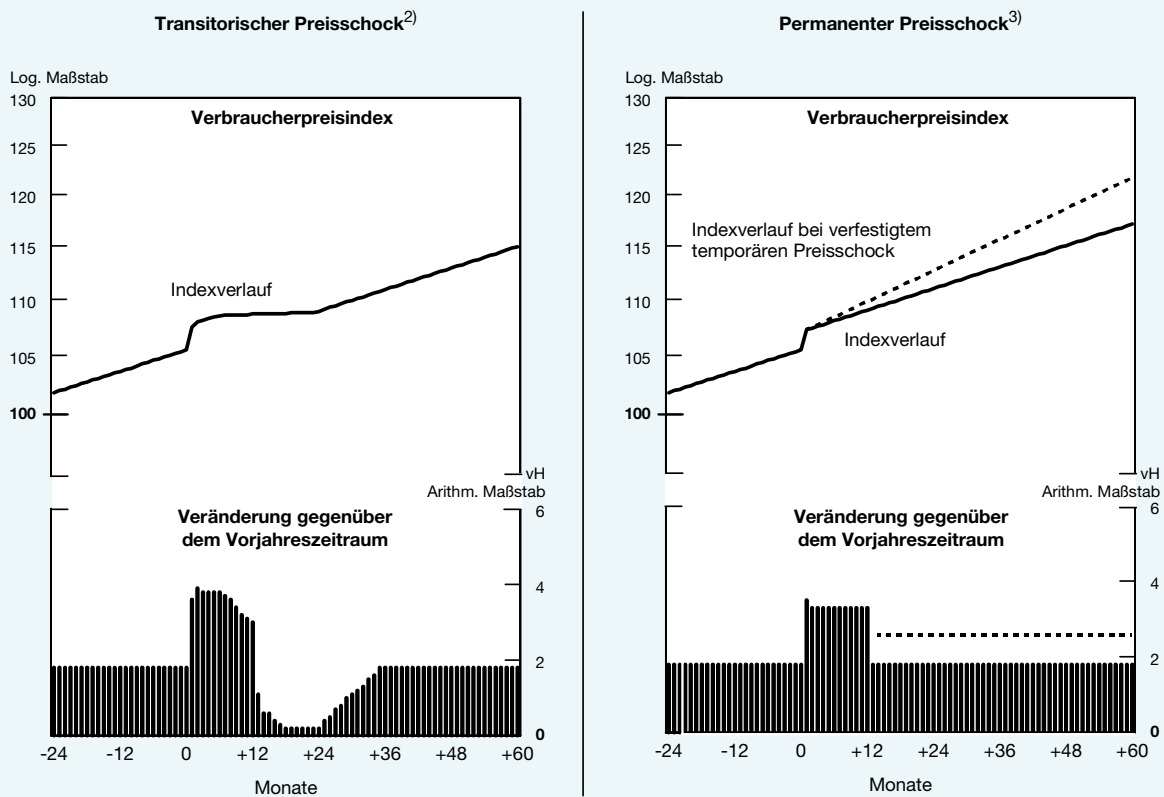 Transitorischer Preisschock2)
Log. Maßstab
130
Verbraucherpreisindex
125
120
115
Indexverlauf
110
105
100
vH
Arithm. Maßstab
6
Veränderung gegenüber
dem Vorjahreszeitraum
4
2
0
-24 -12 0 +12 +24 +36 +48 +60
Monate
Permanenter Preisschock3)
Log. Maßstab
130
Verbraucherpreisindex
125
120
Indexverlauf bei verfestigtem
temporären Preisschock
115
110
Indexverlauf
105
100
vH
Arithm. Maßstab
6
Veränderung gegenüber
dem Vorjahreszeitraum
4
2
0
-24 -12 0 +12 +24 +36 +48 +60
Monate